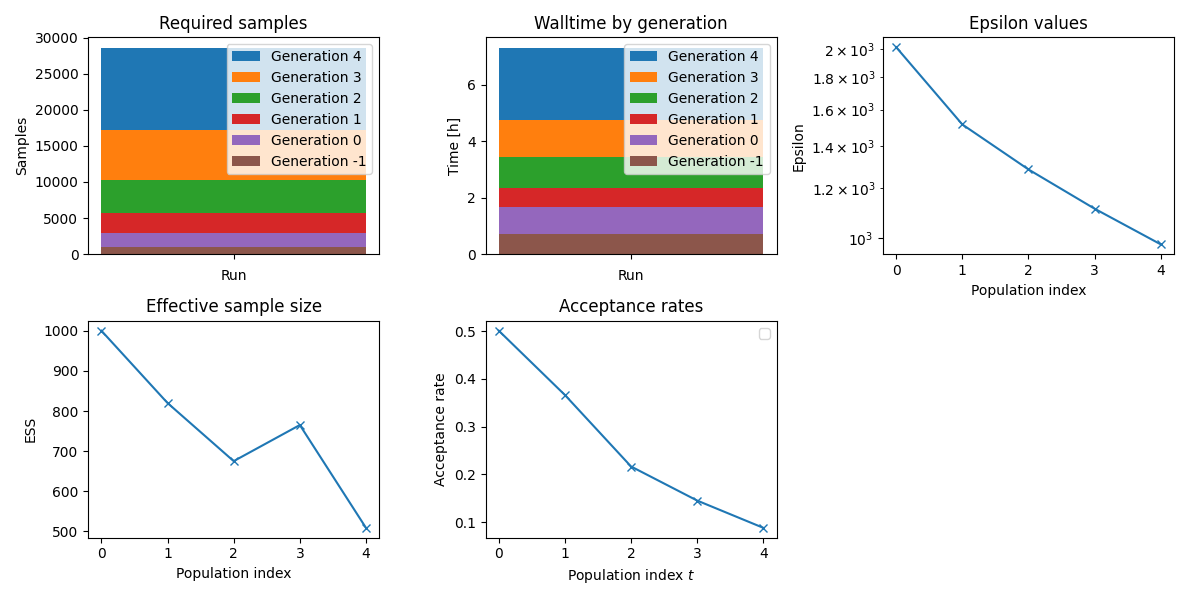 Required samples
Samples
30000
25000
20000
15000
10000
5000
0
Generation 4
Generation 3
Generation 2
Generation 1
Generation 0
Generation -1
Run
Walltime by generation
Time [h]
6
4
2
0
Generation 4
Generation 3
Generation 2
Generation 1
Generation 0
Generation -1
Run
Epsilon values
Epsilon
2 × 10³
1.8 × 10³
1.6 × 10³
1.4 × 10³
1.2 × 10³
10³
0 1 2 3 4
Population index
Effective sample size
ESS
1000
900
800
700
600
500
0 1 2 3 4
Population index
Acceptance rates
Acceptance rate
0.5
0.4
0.3
0.2
0.1
0 1 2 3 4
Population index t